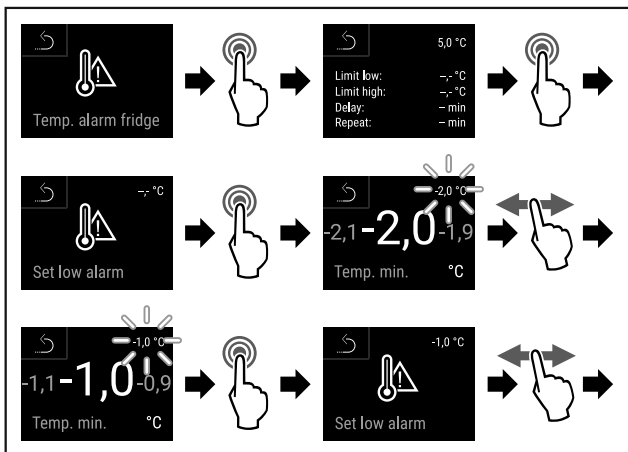 5,0 °C
Limit low: –,- °C
Limit high: –,- °C
Delay: – min
Repeat: – min
Temp. alarm fridge
–,- °C
Set low alarm
-2,0 °C
-2,1 -2,0 -1,9
Temp. min. °C
-1,0 °C
-1,1 -1,0 -0,9
Temp. min. °C
-1,0 °C
Set low alarm